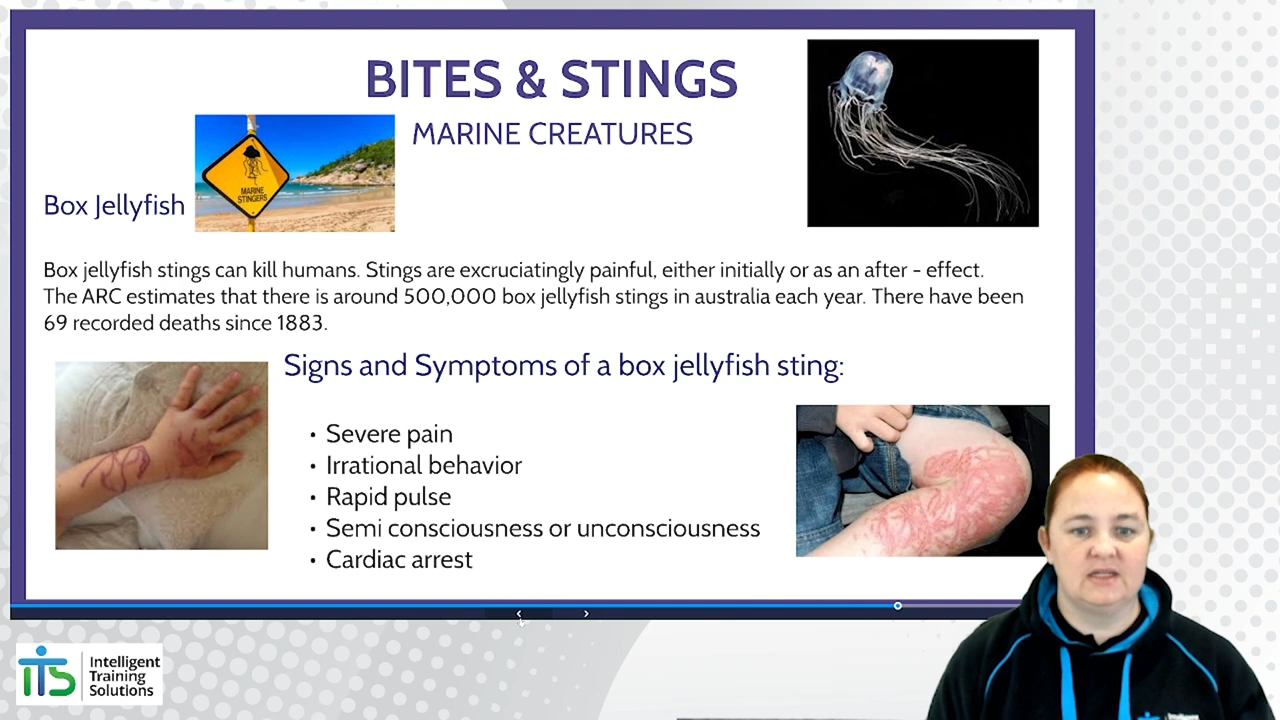 BITES & STINGS
MARINE CREATURES
MARINE
STINGERS
Box Jellyfish
Box jellyfish stings can kill humans. Stings are excruciatingly painful, either initially or as an after - effect.
The ARC estimates that there is around 500,000 box jellyfish stings in australia each year. There have been
69 recorded deaths since 1883.
Signs and Symptoms of a box jellyfish sting:
• Severe pain
• Irrational behavior
• Rapid pulse
• Semi consciousness or unconsciousness
• Cardiac arrest
iTS
Intelligent
Training
Solutions
Intelligent